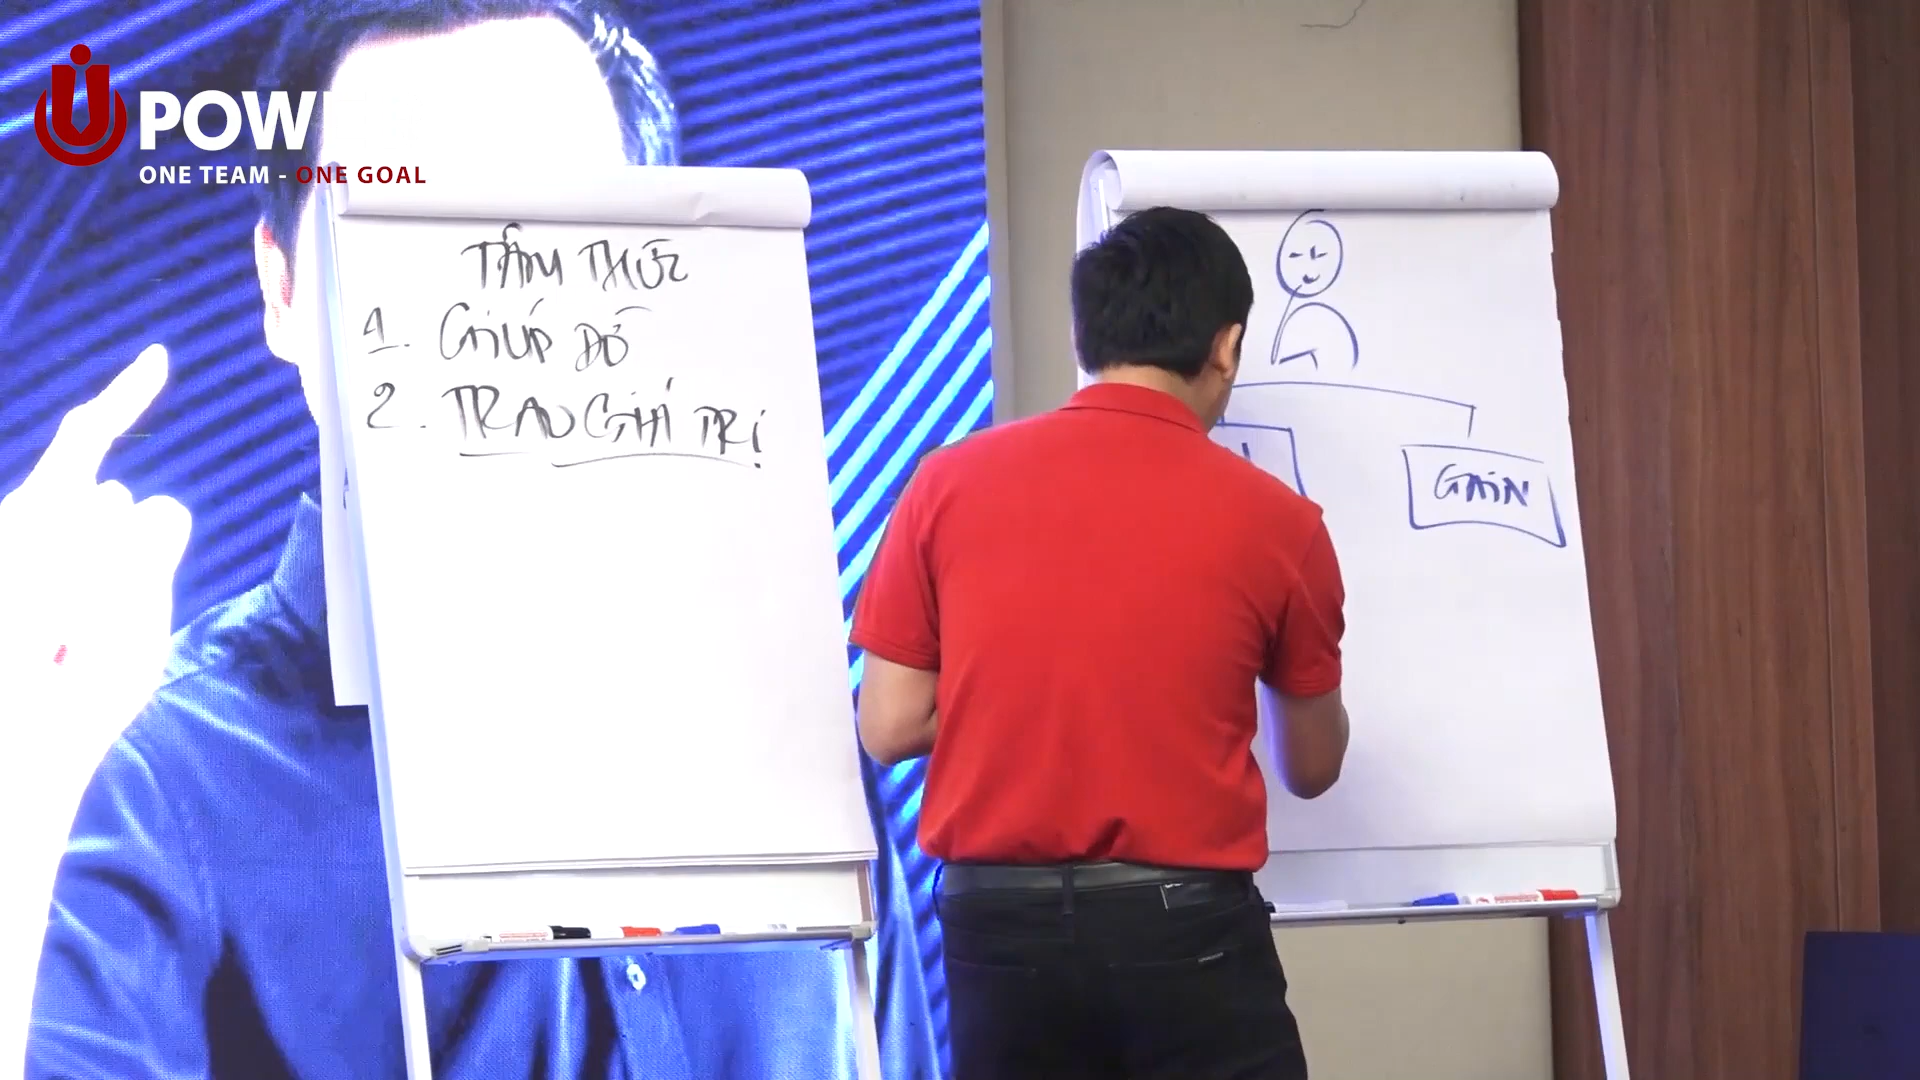 POW
ONE TEAM - ONE GOAL
TÂM THỨC
1. GIÚP ĐỠ
2. TRAO GIÁ TRỊ
GAIN